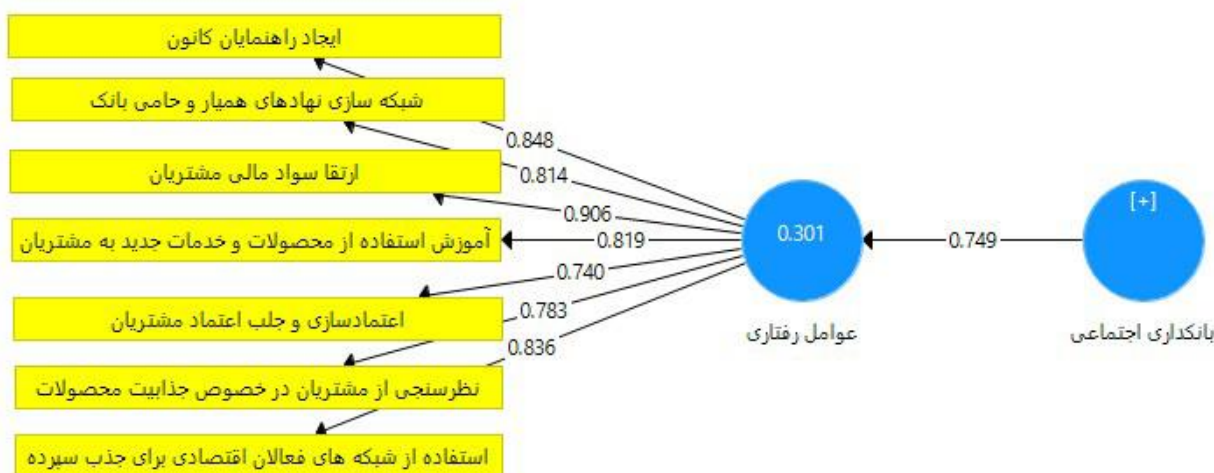 ایجاد راهنمایان کانون
شبکه سازی نهادهای همیار و حامی بانک
ارتقا سواد مالی مشتریان
آموزش استفاده از محصولات و خدمات جدید به مشتریان
اعتمادسازی و جلب اعتماد مشتریان
نظرسنجی از مشتریان در خصوص جذابیت محصولات
استفاده از شبکه های فعالان اقتصادی برای جذب سپرده
0.848
0.814
0.906
0.819
0.740
0.783
0.836
0.301
عوامل رفتاری
0.749
[+]
بانکداری اجتماعی